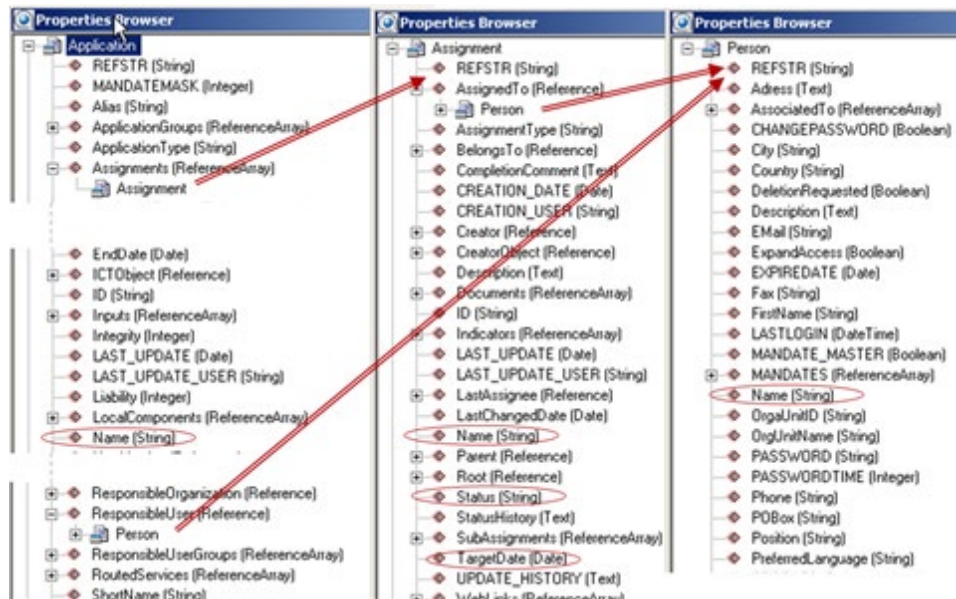 Properties Browser
Application
REFSTR (String)
MANDATEMASK (Integer)
Alias (String)
ApplicationGroups (ReferenceArray)
ApplicationType (String)
Assignments (ReferenceArray)
Assignment
EndDate (Date)
ICTObject (Reference)
ID (String)
Inputs (ReferenceArray)
Integrity (Integer)
LAST_UPDATE (Date)
LAST_UPDATE_USER (String)
Liability (Integer)
LocalComponents (ReferenceArray)
Name (String)
ResponsibleOrganization (Reference)
ResponsibleUser (Reference)
Person
ResponsibleUserGroups (ReferenceArray)
RoutedServices (ReferenceArray)
ShortName (String)
Properties Browser
Assignment
REFSTR (String)
AssignedTo (Reference)
Person
AssignmentType (String)
BelongsTo (Reference)
CompletionComment (Text)
CREATION_DATE (Date)
CREATION_USER (String)
Creator (Reference)
CreatorObject (Reference)
Description (Text)
Documents (ReferenceArray)
ID (String)
Indicators (ReferenceArray)
LAST_UPDATE (Date)
LAST_UPDATE_USER (String)
LastAssignee (Reference)
LastChangedDate (Date)
Name (String)
Parent (Reference)
Root (Reference)
Status (String)
StatusHistory (Text)
SubAssignments (ReferenceArray)
TargetDate (Date)
UPDATE_HISTORY (Text)
WebLinks (ReferenceArray)
Properties Browser
Person
REFSTR (String)
Adress (Text)
AssociatedTo (ReferenceArray)
CHANGEPASSWORD (Boolean)
City (String)
Country (String)
DeletionRequested (Boolean)
Description (Text)
EMail (String)
ExpandAccess (Boolean)
EXPIREDATE (Date)
Fax (String)
FirstName (String)
LASTLOGIN (DateTime)
MANDATE_MASTER (Boolean)
MANDATES (ReferenceArray)
Name (String)
OrgaUnitID (String)
OrgUnitName (String)
PASSWORD (String)
PASSWORDTIME (Integer)
Phone (String)
POBox (String)
Position (String)
PreferredLanguage (String)